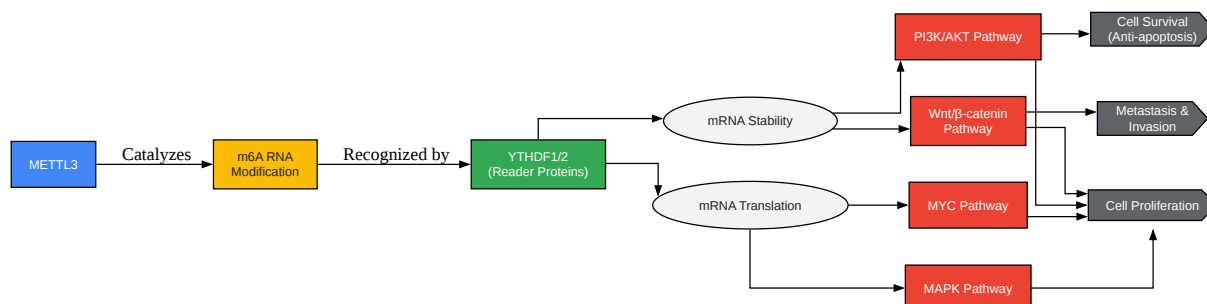 METTL3
Catalyzes
m6A RNA
Modification
Recognized by
YTHDF1/2
(Reader Proteins)
mRNA Stability
mRNA Translation
PI3K/AKT Pathway
Wnt/β-catenin
Pathway
MYC Pathway
MAPK Pathway
Cell Survival
(Anti-apoptosis)
Metastasis &
Invasion
Cell Proliferation